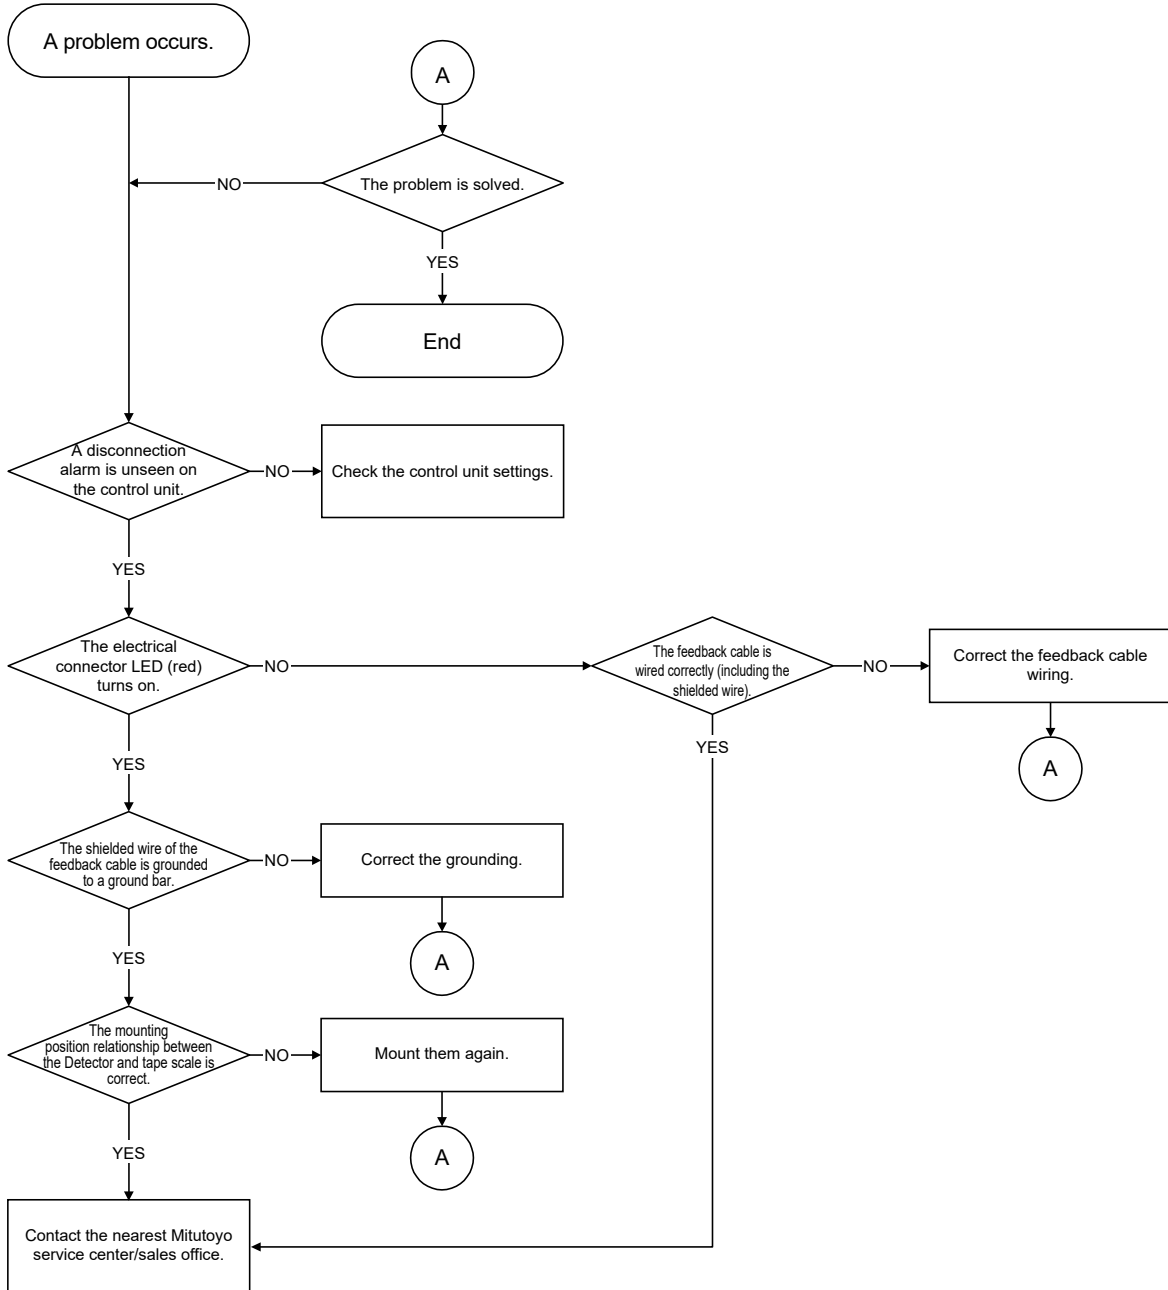 A problem occurs.
A
The problem is solved.
NO
YES
End
A disconnection
alarm is unseen on
the control unit.
NO
Check the control unit settings.
YES
The electrical
connector LED (red)
turns on.
NO
The feedback cable is
wired correctly (including the
shielded wire).
NO
Correct the feedback cable
wiring.
YES
YES
A
The shielded wire of the
feedback cable is grounded
to a ground bar.
NO
Correct the grounding.
YES
A
The mounting
position relationship between
the Detector and tape scale is
correct.
NO
Mount them again.
YES
A
Contact the nearest Mitutoyo
service center/sales office.